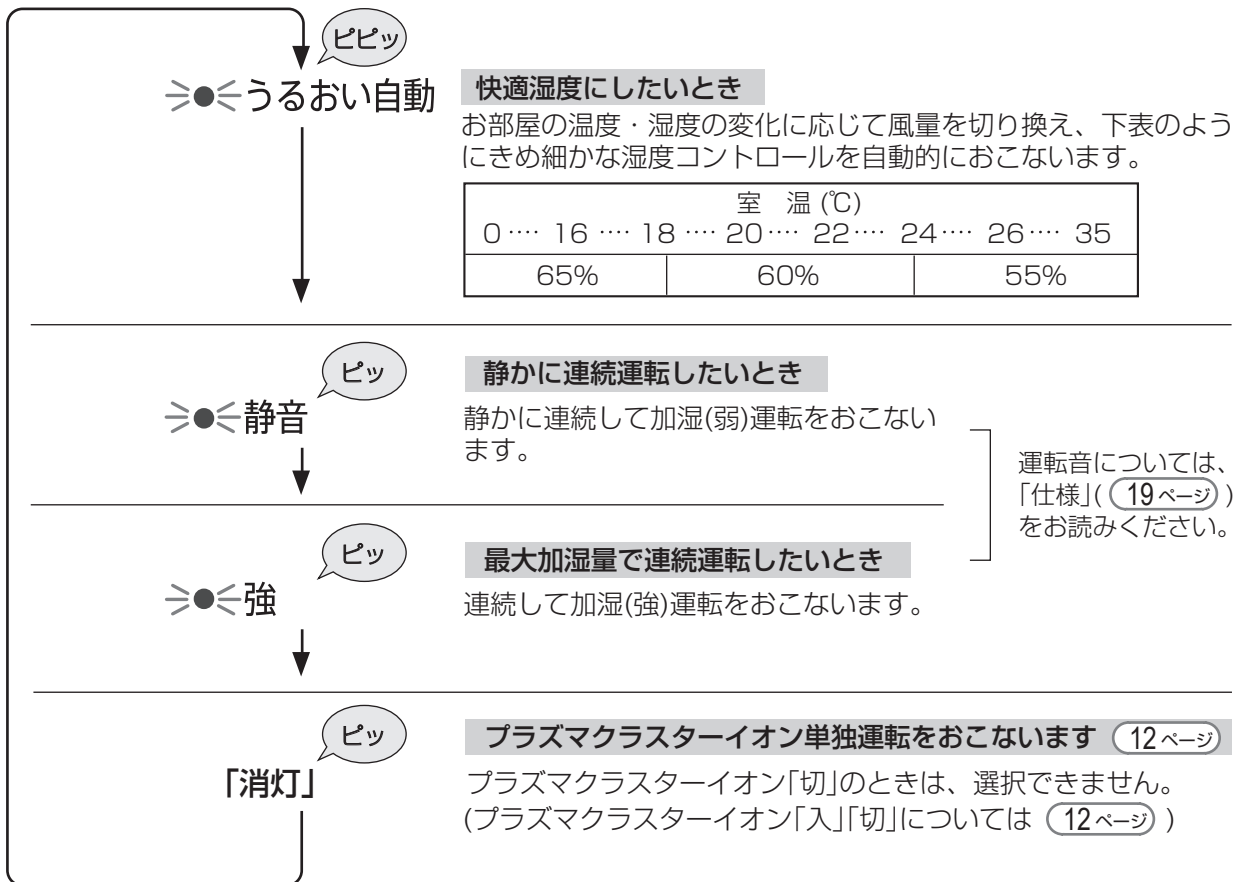 ピピッ
うるおい自動
快適湿度にしたいとき
お部屋の温度・湿度の変化に応じて風量を切り換え、下表のよう
にきめ細かな湿度コントロールを自動的におこないます。
室 温 (℃)
0 ‥‥ 16 ‥‥ 18 ‥‥ 20 ‥‥ 22 ‥‥ 24 ‥‥ 26 ‥‥ 35
65% 60% 55%
ピッ
静音
静かに連続運転したいとき
静かに連続して加湿(弱)運転をおこない
ます。
運転音については、
「仕様」( 19ページ )
をお読みください。
ピッ
強
最大加湿量で連続運転したいとき
連続して加湿(強)運転をおこないます。
ピッ
「消灯」
プラズマクラスターイオン単独運転をおこないます 12ページ
プラズマクラスターイオン「切」のときは、選択できません。
(プラズマクラスターイオン「入」「切」については 12ページ )